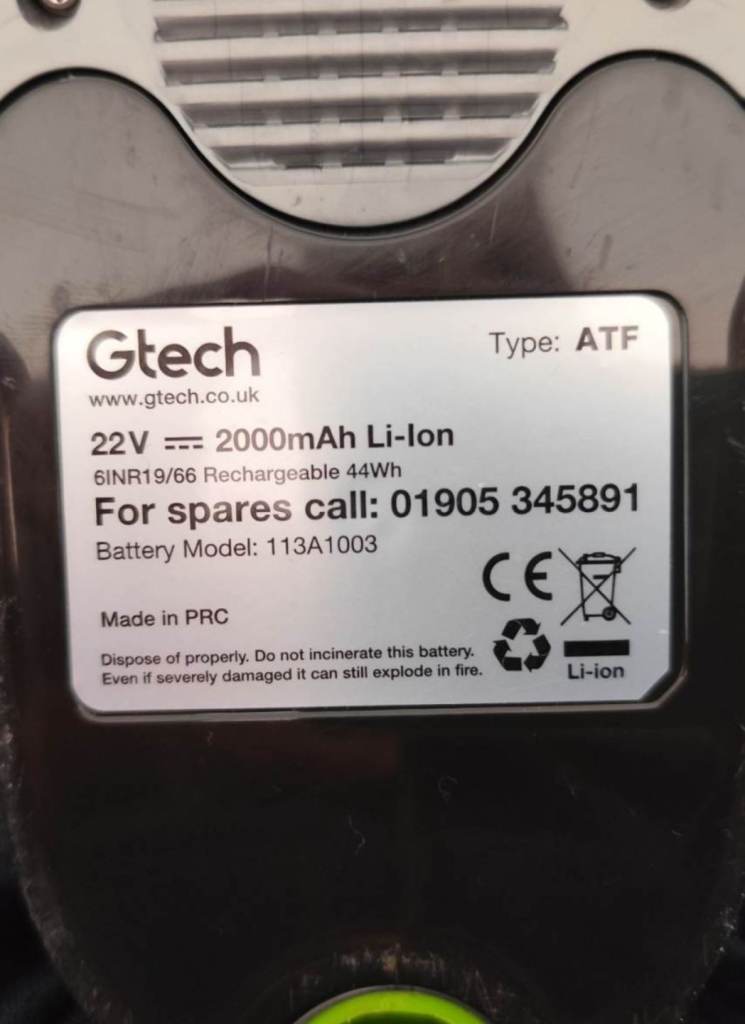 Gtech
Type: ATF
www.gtech.co.uk
22V ⎓ 2000mAh Li-Ion
6INR19/66 Rechargeable 44Wh
For spares call: 01905 345891
Battery Model: 113A1003
CE
Made in PRC
Dispose of properly. Do not incinerate this battery.
Even if severely damaged it can still explode in fire.
Li-ion